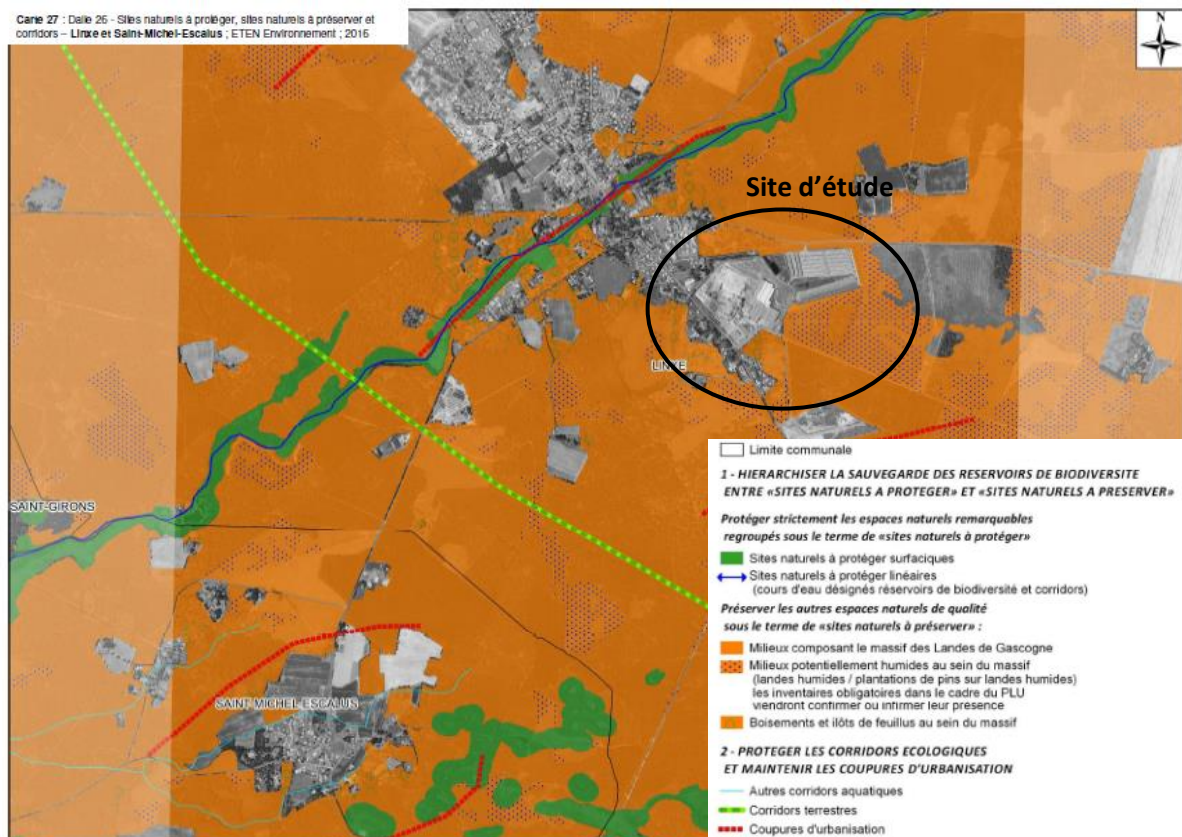 Carte 27 : Dalle 26 - Sites naturels à protéger, sites naturels à préserver et
corridors – Linxe et Saint-Michel-Escalus ; ETEN Environnement ; 2016
N
Site d'étude
LINXE
SAINT-GIRONS
SAINT-MICHEL-ESCALUS
Limite communale
1 - HIERARCHISER LA SAUVEGARDE DES RESERVOIRS DE BIODIVERSITE
ENTRE «SITES NATURELS A PROTEGER» ET «SITES NATURELS A PRESERVER»
Protéger strictement les espaces naturels remarquables
regroupés sous le terme de «sites naturels à protéger»
Sites naturels à protéger surfaciques
Sites naturels à protéger linéaires
(cours d'eau désignés réservoirs de biodiversité et corridors)
Préserver les autres espaces naturels de qualité
sous le terme de «sites naturels à préserver» :
Milieux composant le massif des Landes de Gascogne
Milieux potentiellement humides au sein du massif
(landes humides / plantations de pins sur landes humides)
les inventaires obligatoires dans le cadre du PLU
viendront confirmer ou infirmer leur présence
Boisements et ilôts de feuillus au sein du massif
2 - PROTEGER LES CORRIDORS ECOLOGIQUES
ET MAINTENIR LES COUPURES D'URBANISATION
Autres corridors aquatiques
Corridors terrestres
Coupures d'urbanisation